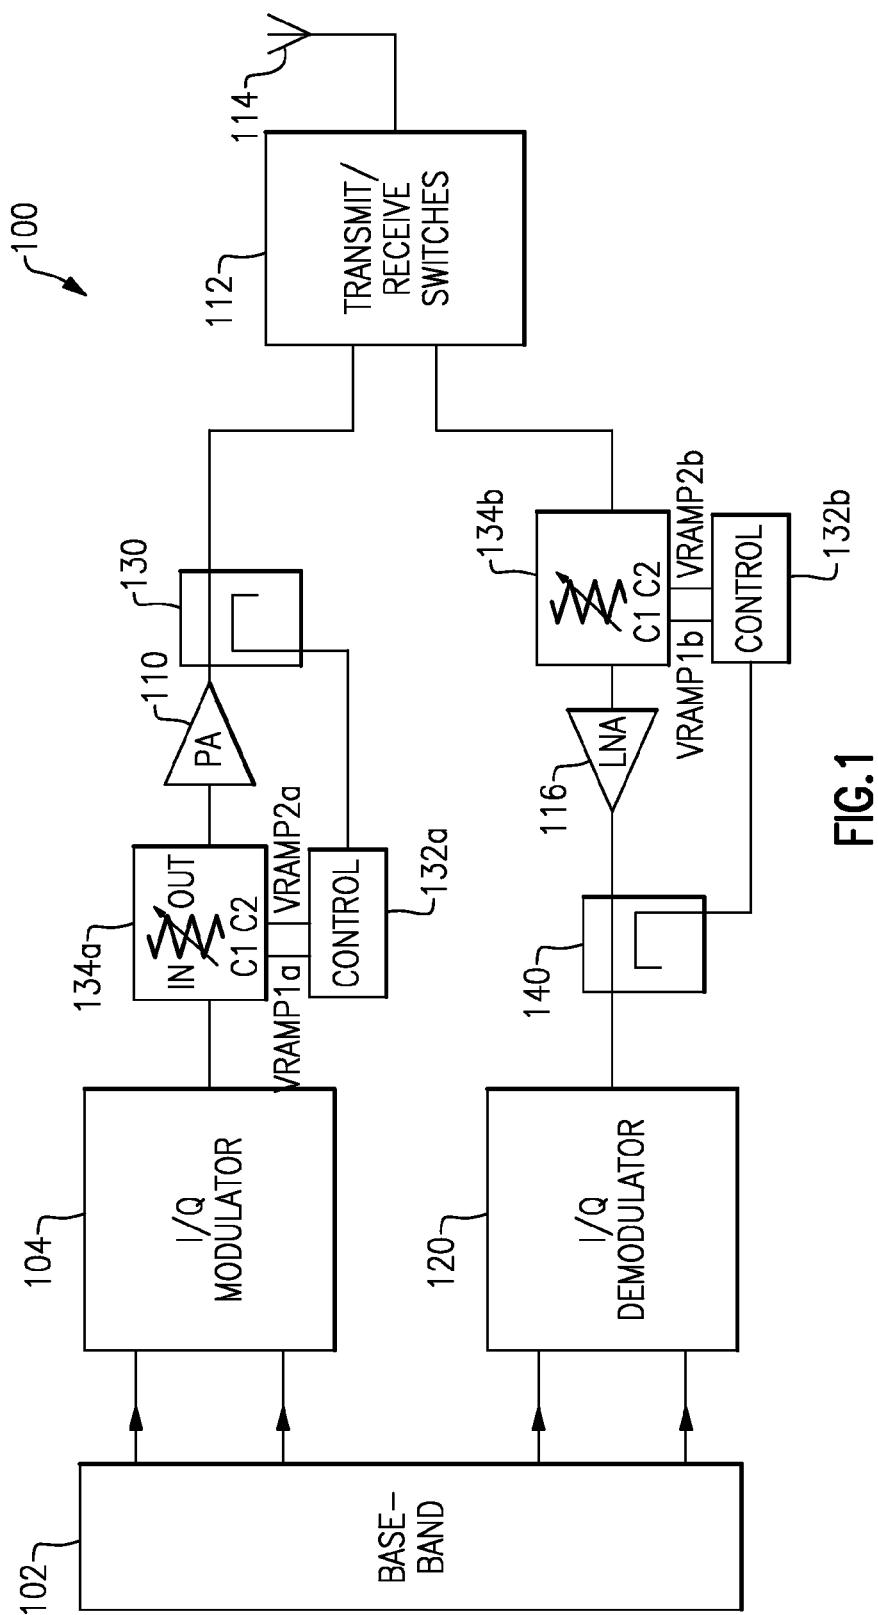 100
102
BASE-
BAND
104
I/Q
MODULATOR
134a
IN
OUT
C1 C2
VRAMP1a
VRAMP2a
CONTROL
132a
110
PA
130
112
TRANSMIT/
RECEIVE
SWITCHES
114
120
I/Q
DEMODULATOR
140
116
LNA
134b
C1 C2
VRAMP1b
VRAMP2b
CONTROL
132b
FIG.1